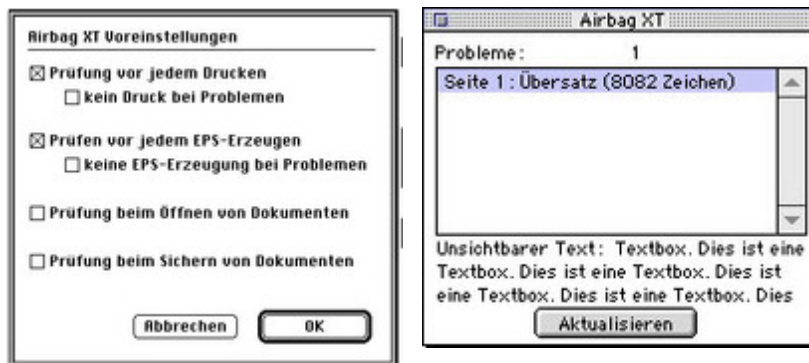 Airbag XT Voreinstellungen
Prüfung vor jedem Drucken
kein Druck bei Problemen
Prüfen vor jedem EPS-Erzeugen
keine EPS-Erzeugung bei Problemen
Prüfung beim Öffnen von Dokumenten
Prüfung beim Sichern von Dokumenten
Abbrechen
OK
Airbag XT
Probleme: 1
Seite 1 : Übersatz (8082 Zeichen)
Unsichtbarer Text: Textbox. Dies ist eine
Textbox. Dies ist eine Textbox. Dies ist
eine Textbox. Dies ist eine Textbox. Dies
Aktualisieren